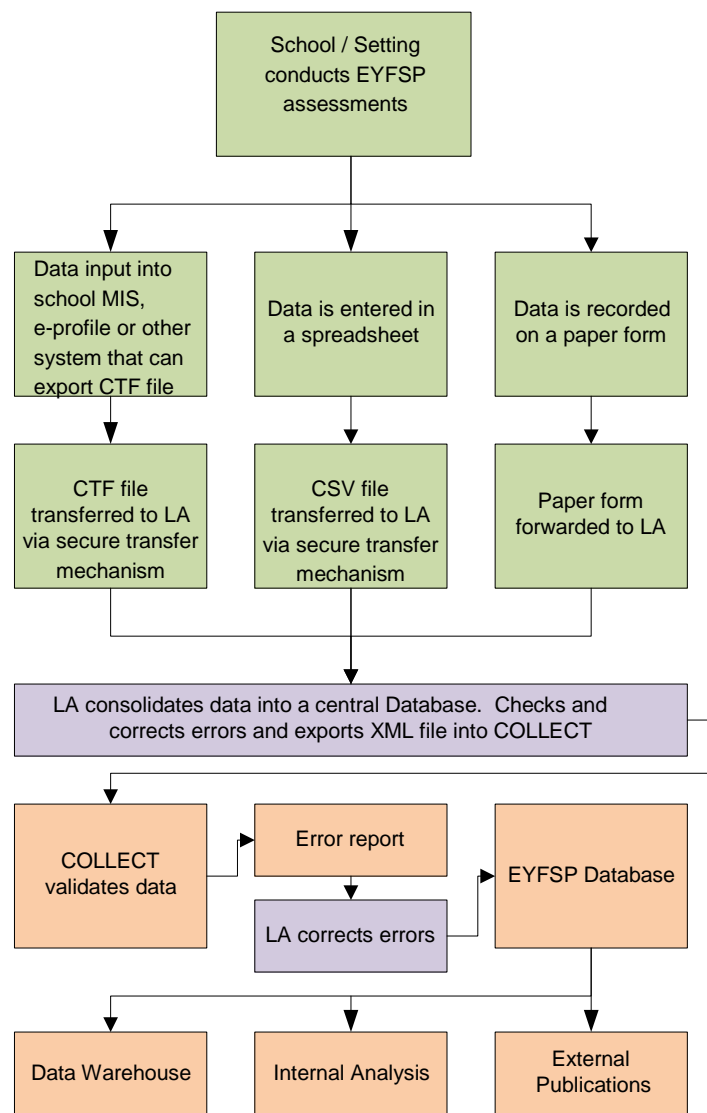 School / Setting
conducts EYFSP
assessments
Data input into
school MIS,
e-profile or other
system that can
export CTF file
Data is entered in
a spreadsheet
Data is recorded
on a paper form
CTF file
transferred to LA
via secure transfer
mechanism
CSV file
transferred to LA
via secure transfer
mechanism
Paper form
forwarded to LA
LA consolidates data into a central Database. Checks and
corrects errors and exports XML file into COLLECT
COLLECT
validates data
Error report
LA corrects errors
EYFSP Database
Data Warehouse
Internal Analysis
External
Publications